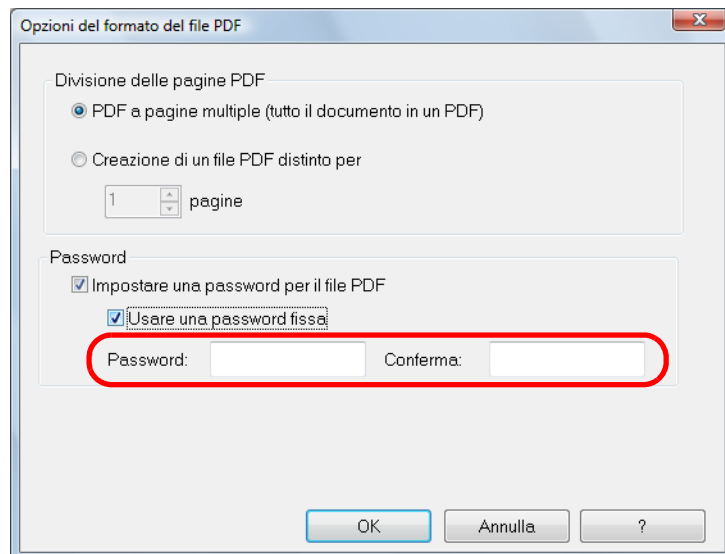 Opzioni del formato del file PDF
Divisione delle pagine PDF
PDF a pagine multiple (tutto il documento in un PDF)
Creazione di un file PDF distinto per
1 pagine
Password
Impostare una password per il file PDF
Usare una password fissa
Password: Conferma:
OK Annulla ?